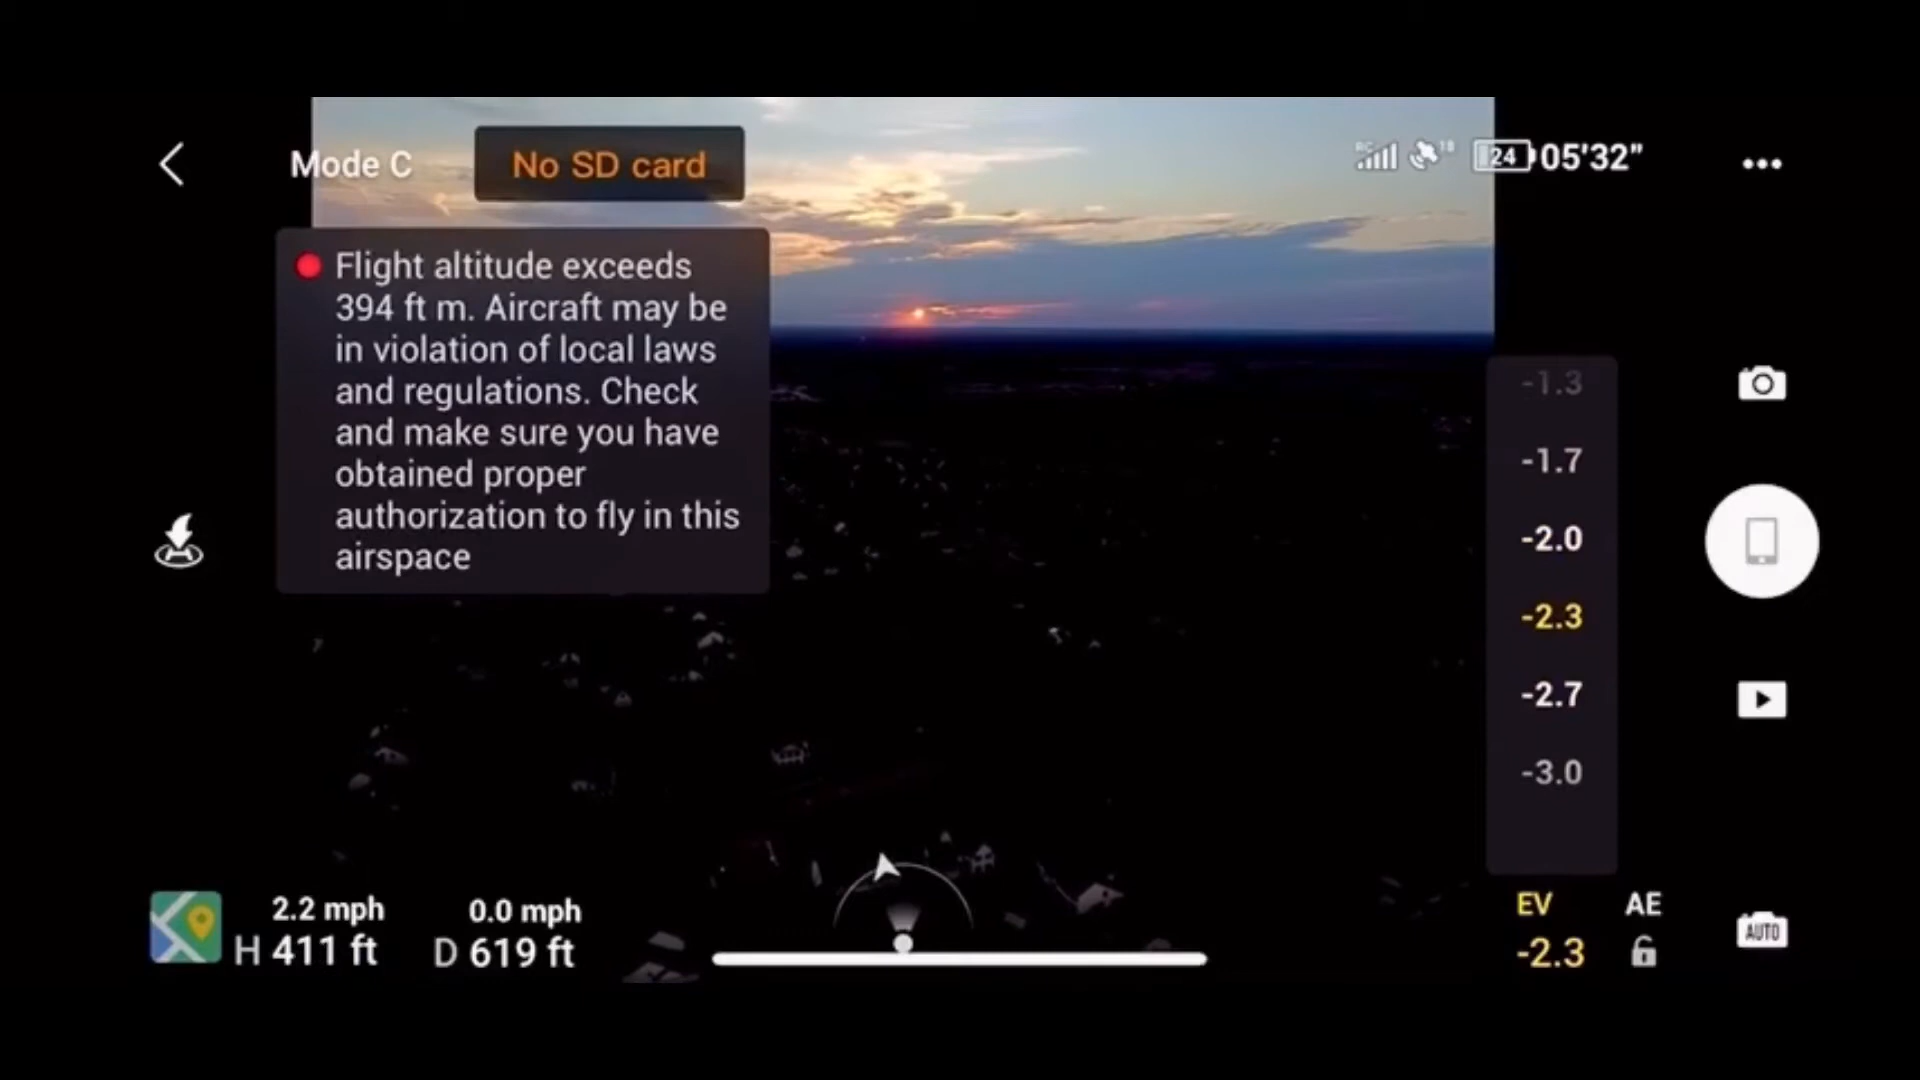 Mode C
No SD card
RC
18
24
05'32"
Flight altitude exceeds
394 ft m. Aircraft may be
in violation of local laws
and regulations. Check
and make sure you have
obtained proper
authorization to fly in this
airspace
-1.3
-1.7
-2.0
-2.3
-2.7
-3.0
2.2 mph
0.0 mph
H 411 ft
D 619 ft
EV
AE
-2.3
AUTO